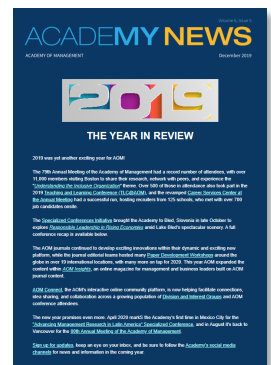 Volume 6, Issue 4
ACADEMY NEWS
ACADEMY OF MANAGEMENT
December 2019
2019
THE YEAR IN REVIEW
2019 was yet another exciting year for AOM!
The 79th Annual Meeting of the Academy of Management had a record number of attendees, with over
11,000 members visiting Boston to share their research, network with peers, and experience the
"Understanding the Inclusive Organization" theme. Over 500 of those in attendance also took part in the
2019 Teaching and Learning Conference (TLC@AOM), and the revamped Career Services Center at
the Annual Meeting had a successful run, hosting recruiters from 125 schools, who met with over 700
job candidates onsite.
The Specialized Conferences Initiative brought the Academy to Bled, Slovenia in late October to
explore Responsible Leadership in Rising Economies amid Lake Bled's spectacular scenery. A full
conference recap is available below.
The AOM journals continued to develop exciting innovations within their dynamic and exciting new
platform, while the journal editorial teams hosted many Paper Development Workshops around the
globe in over 19 international locations, with many more on tap for 2020. This year AOM expanded the
content within AOM Insights, an online magazine for management and business leaders built on AOM
journal content.
AOM Connect, the AOM's interactive online community platform, is now helping facilitate connections,
idea sharing, and collaboration across a growing population of Division and Interest Groups and AOM
conference attendees.
The new year promises even more. April 2020 marks the Academy's first time in Mexico City for the
"Advancing Management Research in Latin America" Specialized Conference, and in August it's back to
Vancouver for the 80th Annual Meeting of the Academy of Management.
Sign up for updates, keep an eye on your inbox, and be sure to follow the Academy's social media
channels for news and information in the coming year.